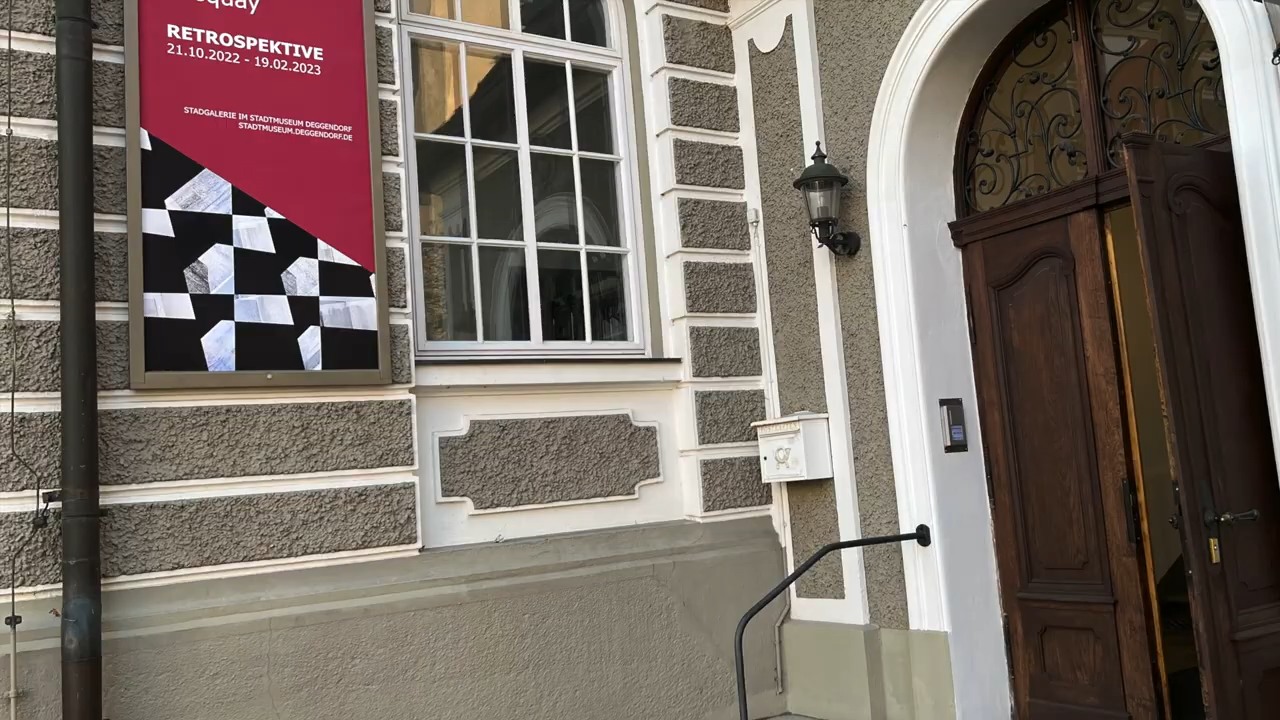 RETROSPEKTIVE
21.10.2022 - 19.02.2023
STADGALERIE IM STADTMUSEUM DEGGENDORF
STADTMUSEUM.DEGGENDORF.DE